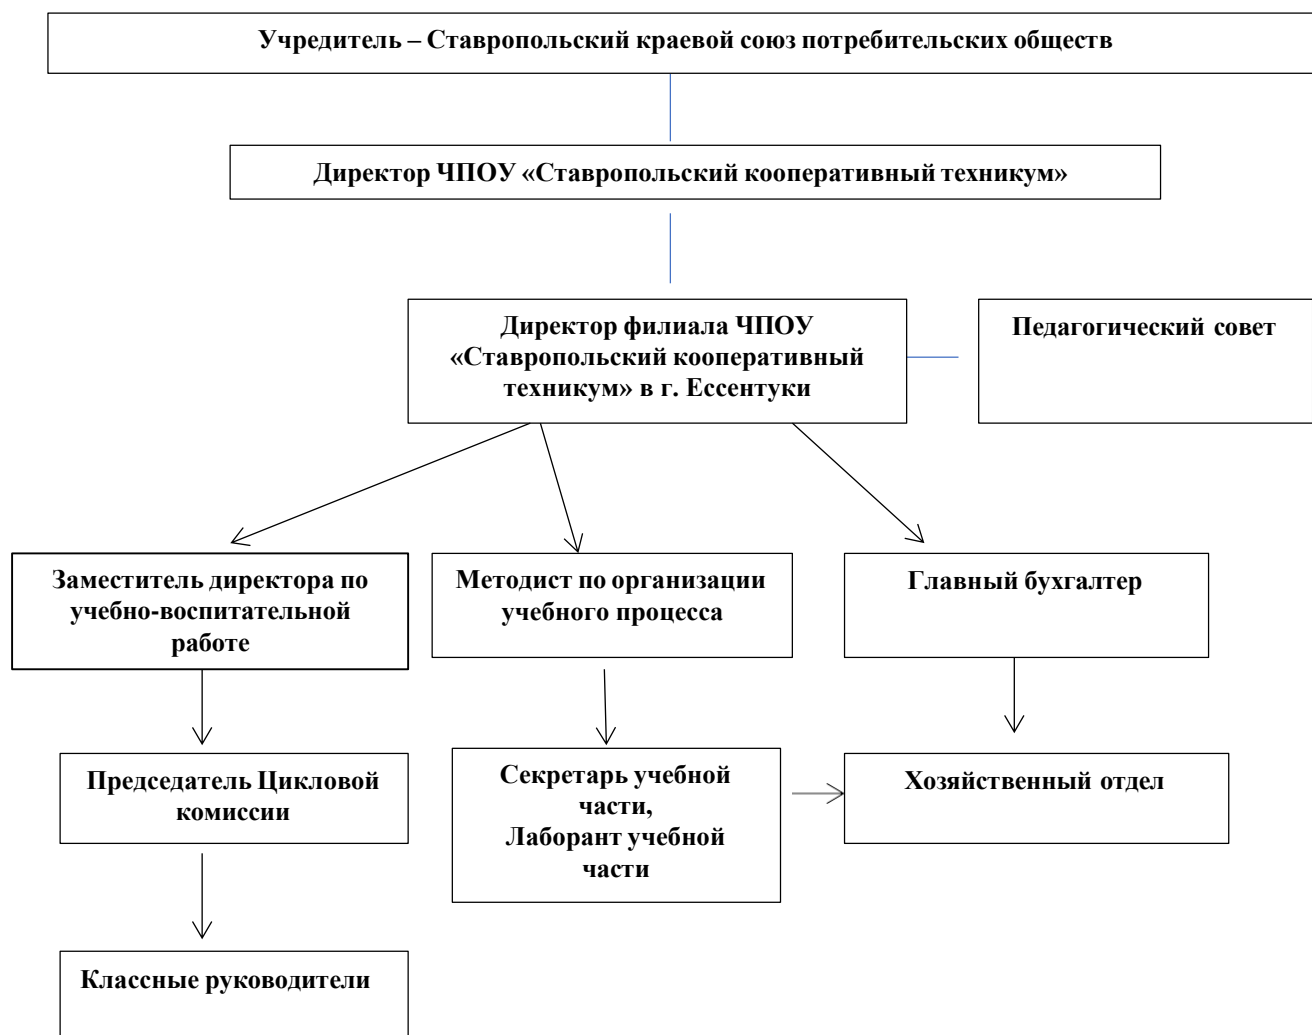 Учредитель – Ставропольский краевой союз потребительских обществ
Директор ЧПОУ «Ставропольский кооперативный техникум»
Директор филиала ЧПОУ
«Ставропольский кооперативный
техникум» в г. Ессентуки
Педагогический совет
Заместитель директора по
учебно-воспитательной
работе
Методист по организации
учебного процесса
Главный бухгалтер
Председатель Цикловой
комиссии
Секретарь учебной
части,
Лаборант учебной
части
Хозяйственный отдел
Классные руководители